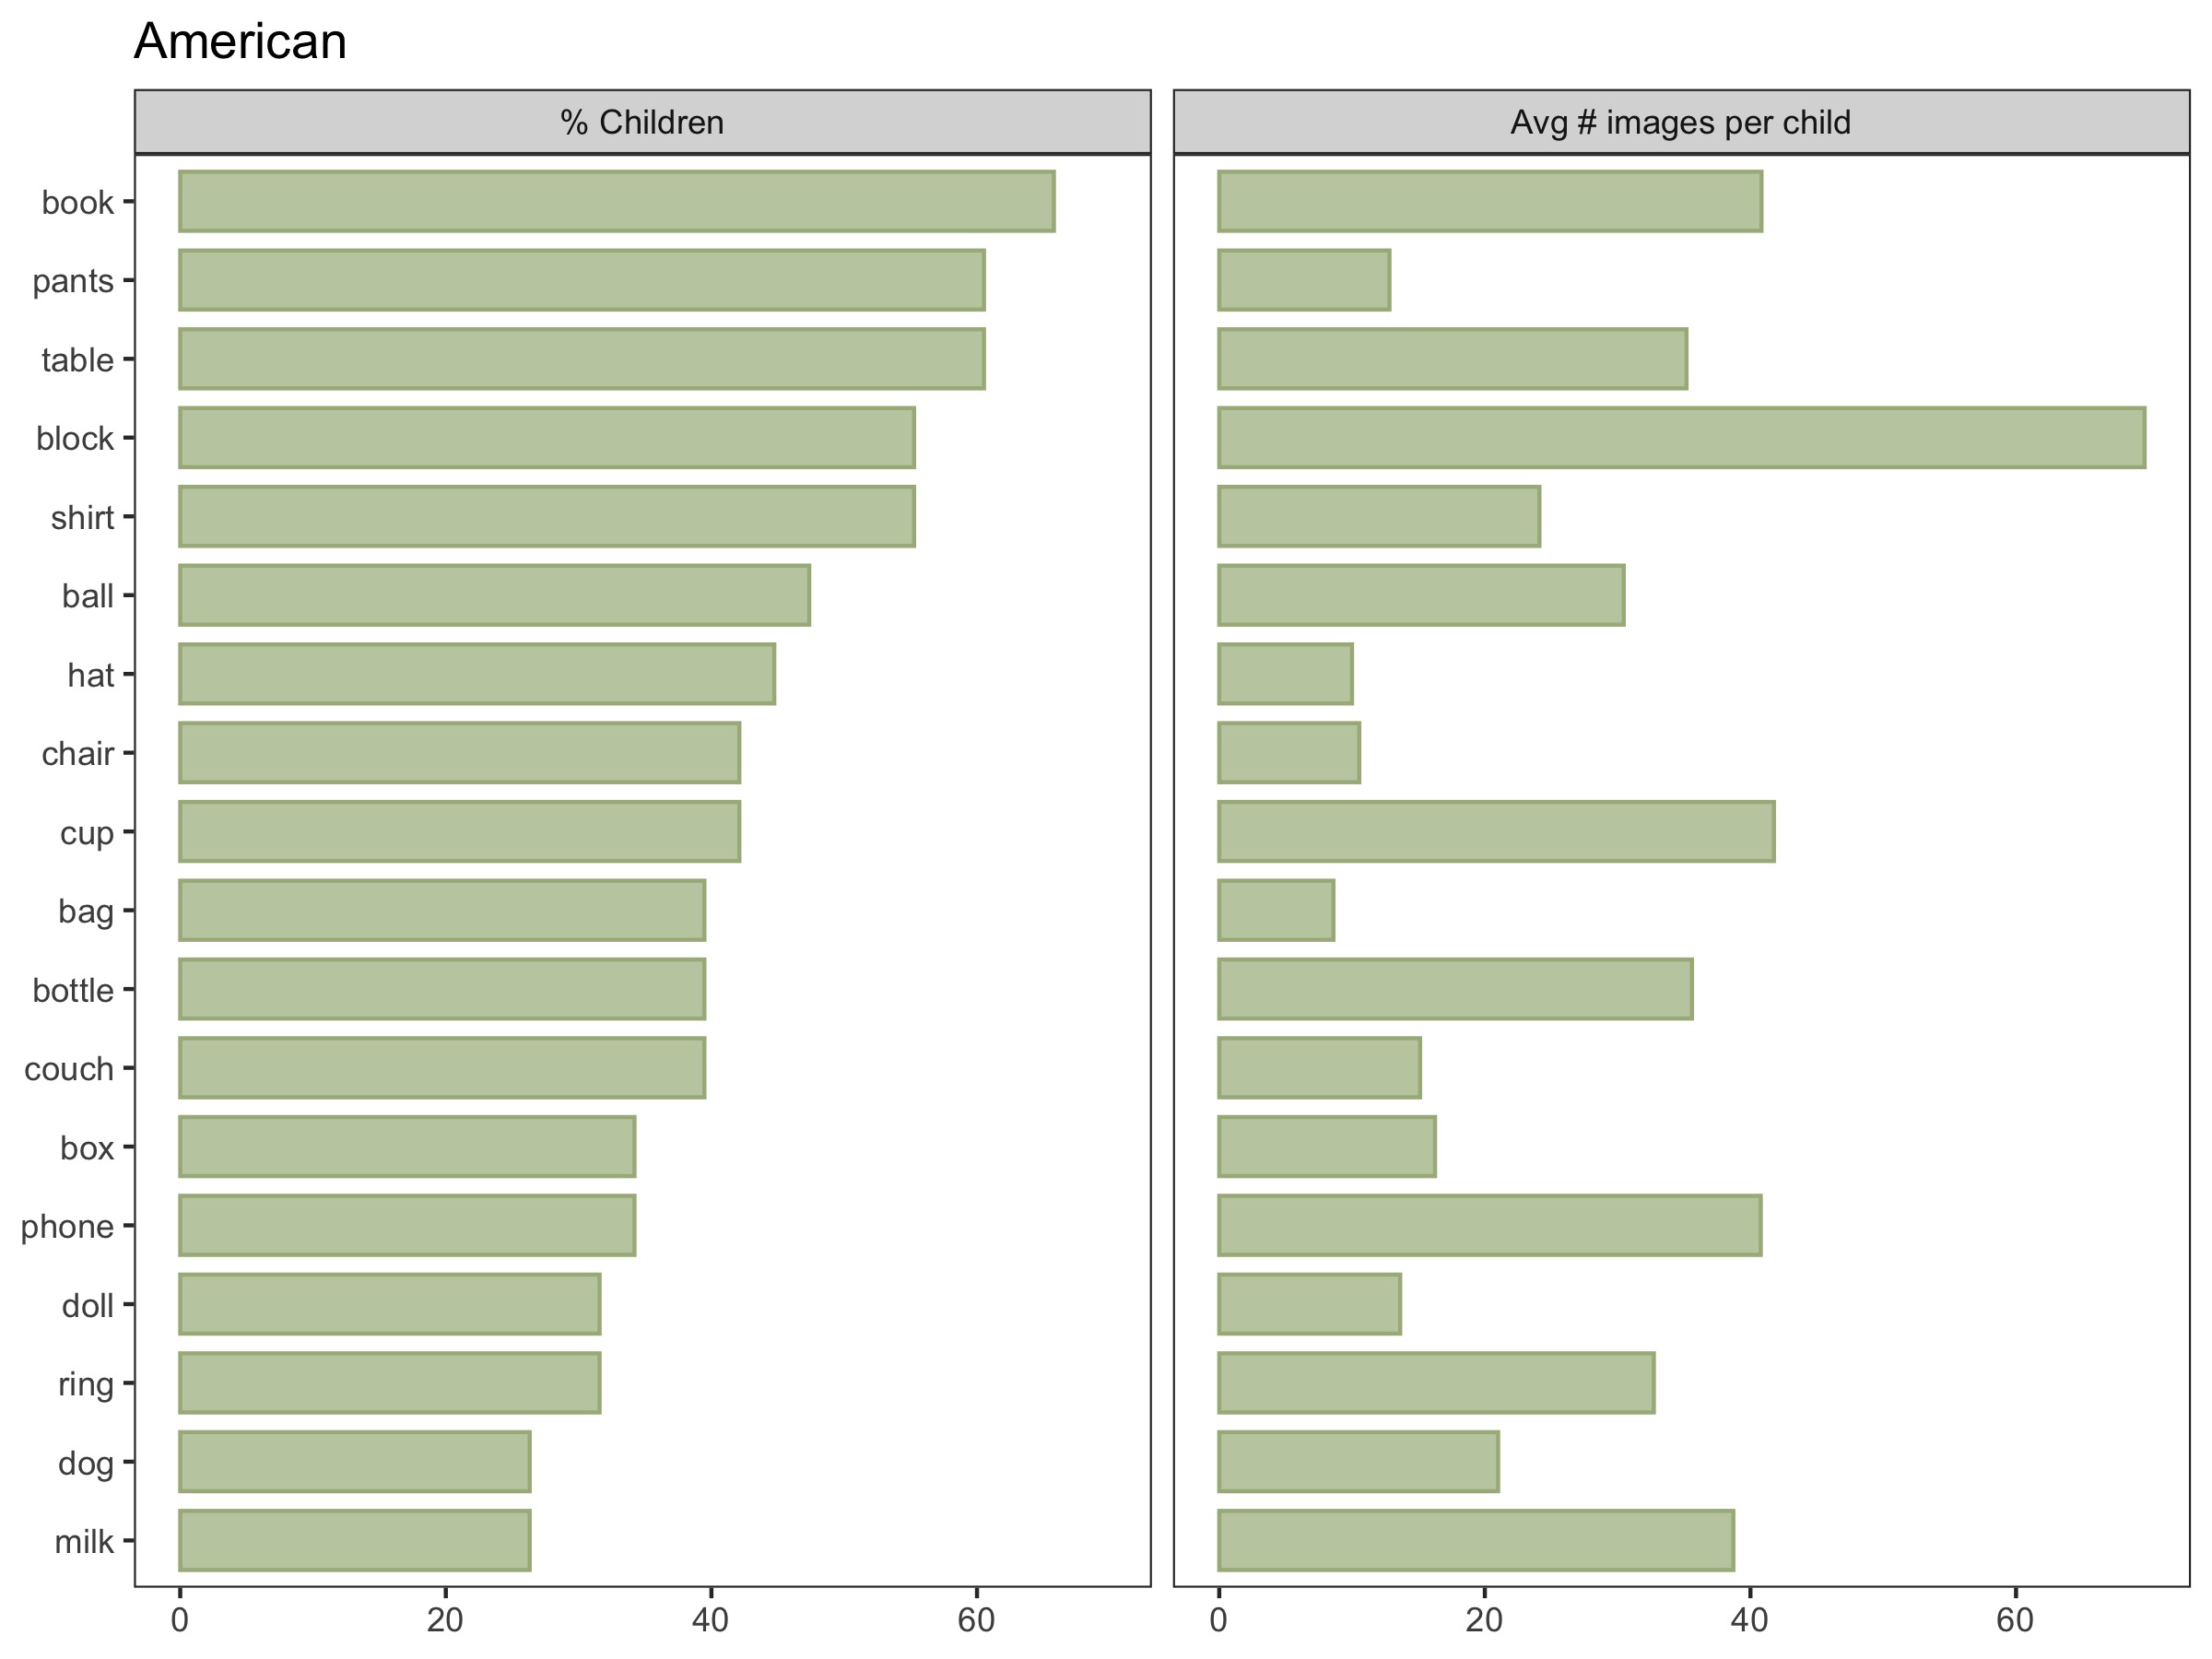 American
% Children
Avg # images per child
book
pants
table
block
shirt
ball
hat
chair
cup
bag
bottle
couch
box
phone
doll
ring
dog
milk
0 20 40 60
0 20 40 60